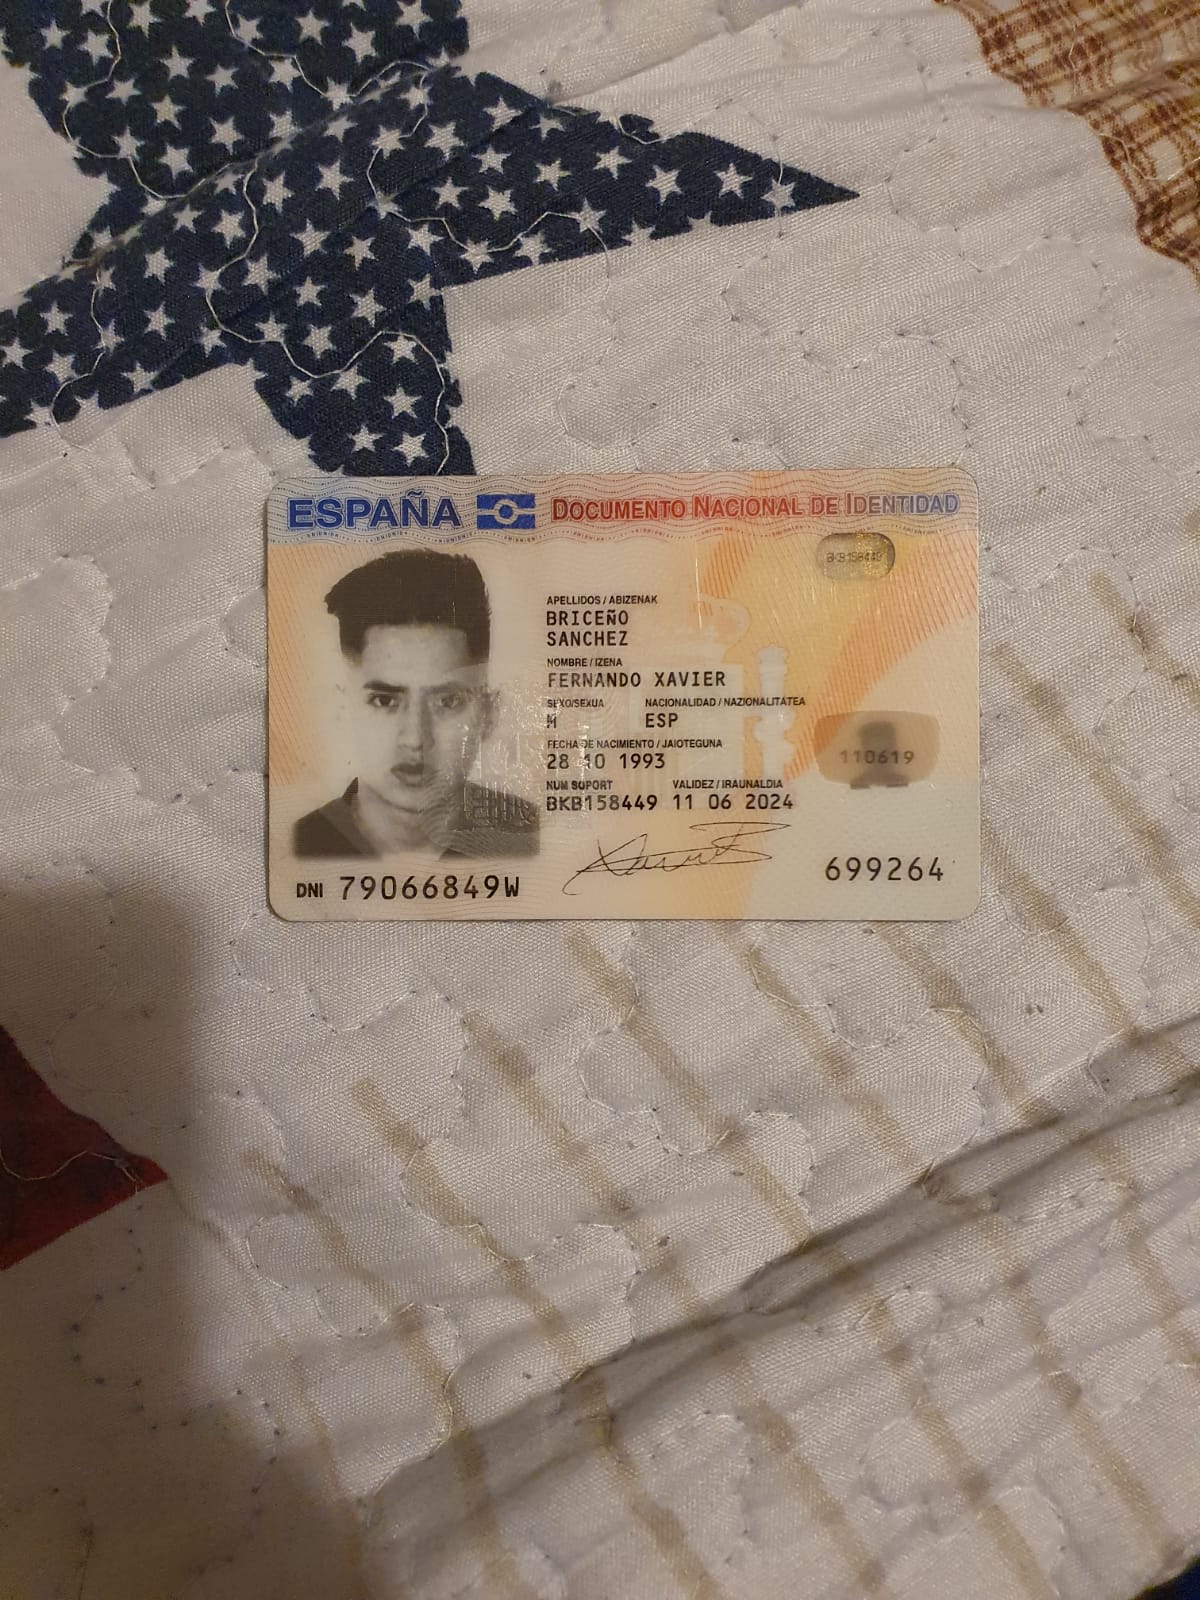 ESPAÑA DOCUMENTO NACIONAL DE IDENTIDAD
BKB158449
APELLIDOS / ABIZENAK
BRICEÑO
SANCHEZ
NOMBRE / IZENA
FERNANDO XAVIER
SEXO/SEXUA NACIONALIDAD / NAZIONALITATEA
M ESP
FECHA DE NACIMIENTO / JAIOTEGUNA
28 10 1993
110619
NUM SOPORT VALIDEZ / IRAUNALDIA
BKB158449 11 06 2024
DNI 79066849W
699264